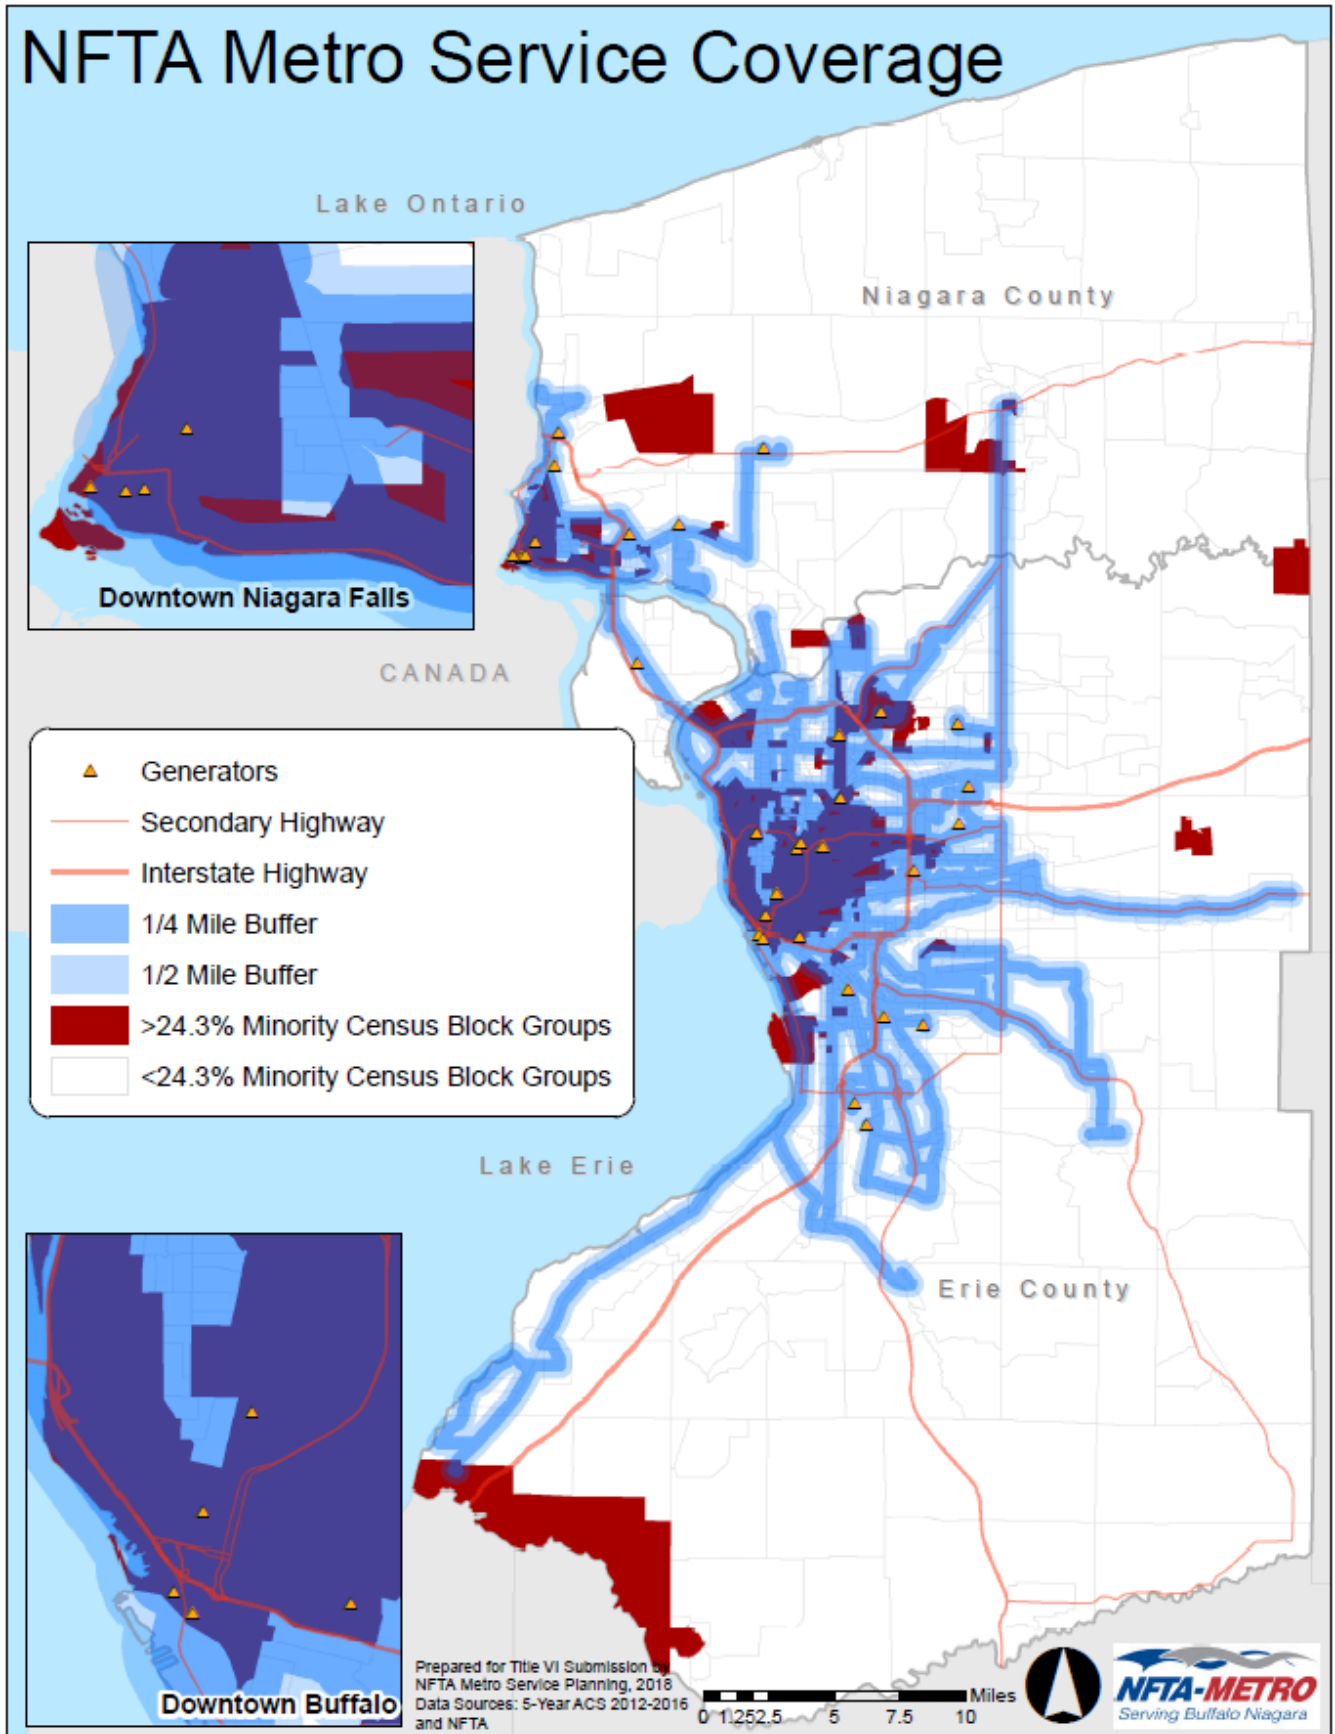 NFTA Metro Service Coverage
Lake Ontario
Niagara County
Downtown Niagara Falls
CANADA
Generators
Secondary Highway
Interstate Highway
1/4 Mile Buffer
1/2 Mile Buffer
>24.3% Minority Census Block Groups
<24.3% Minority Census Block Groups
Lake Erie
Erie County
Downtown Buffalo
Prepared for Title VI Submission by
NFTA Metro Service Planning, 2018
Data Sources: 5-Year ACS 2012-2016
and NFTA
Miles
0 1.252.5 5 7.5 10
NFTA-METRO
Serving Buffalo Niagara